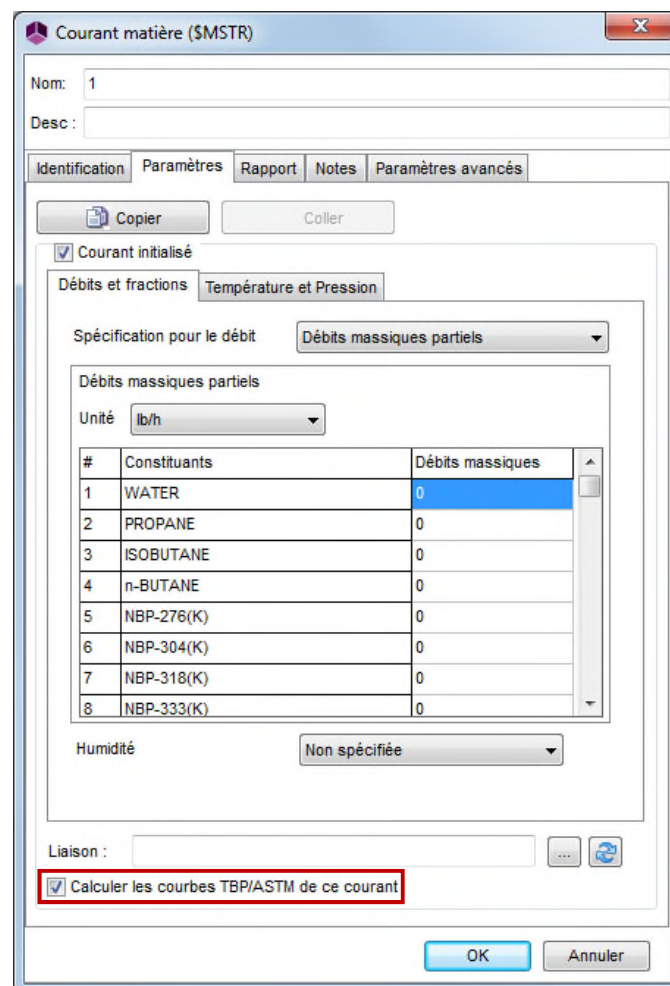 Courant matière ($MSTR)
Nom: 1
Desc :
Identification Paramètres Rapport Notes Paramètres avancés
Copier Coller
Courant initialisé
Débits et fractions Température et Pression
Spécification pour le débit Débits massiques partiels
Débits massiques partiels
Unité lb/h
# Constituants Débits massiques
1 WATER 0
2 PROPANE 0
3 ISOBUTANE 0
4 n-BUTANE 0
5 NBP-276(K) 0
6 NBP-304(K) 0
7 NBP-318(K) 0
8 NBP-333(K) 0
Humidité Non spécifiée
Liaison : ...
Calculer les courbes TBP/ASTM de ce courant
OK Annuler